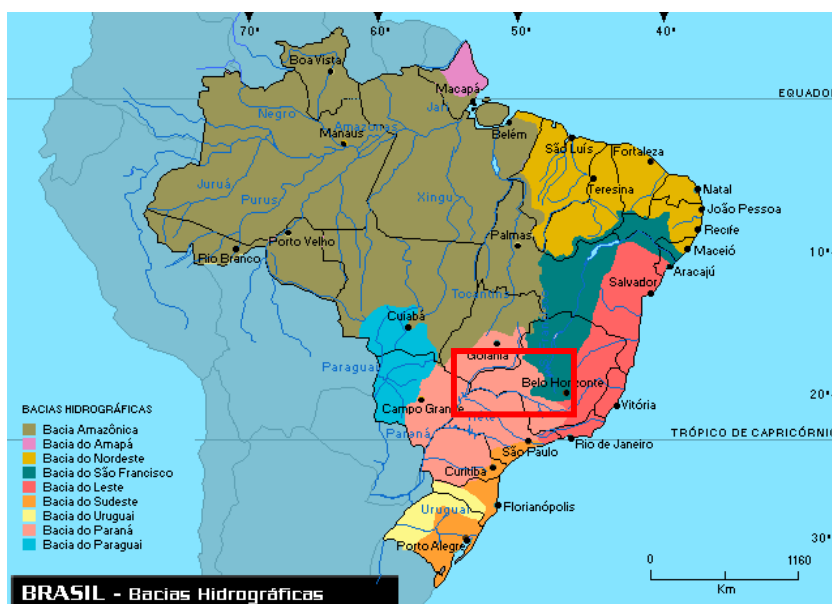 70° 60° 50° 40°
Boa Vista
Macapá
EQUADOR
Negro
Jari
Amazonas
Belém
Manaus
São Luís
Fortaleza
Juruá
Purus
Xingu
Teresina
Natal
João Pessoa
Porto Velho
Palmas
Recife
Rio Branco
Maceió
10°
Aracajú
Salvador
Tocantins
Cuiabá
Goiânia
Paraguai
Belo Horizonte
20°
Campo Grande
Vitória
BACIAS HIDROGRÁFICAS
Tietê
Bacia Amazônica
Paraná
TRÓPICO DE CAPRICÓRNIO
Bacia do Amapá
Rio de Janeiro
São Paulo
Bacia do Nordeste
Bacia do São Francisco
Curitiba
Bacia do Leste
Bacia do Sudeste
Florianópolis
Bacia do Uruguai
Uruguai
Bacia do Paraná
Bacia do Paraguai
Porto Alegre
30°
0 1160
Km
BRASIL - Bacias Hidrográficas